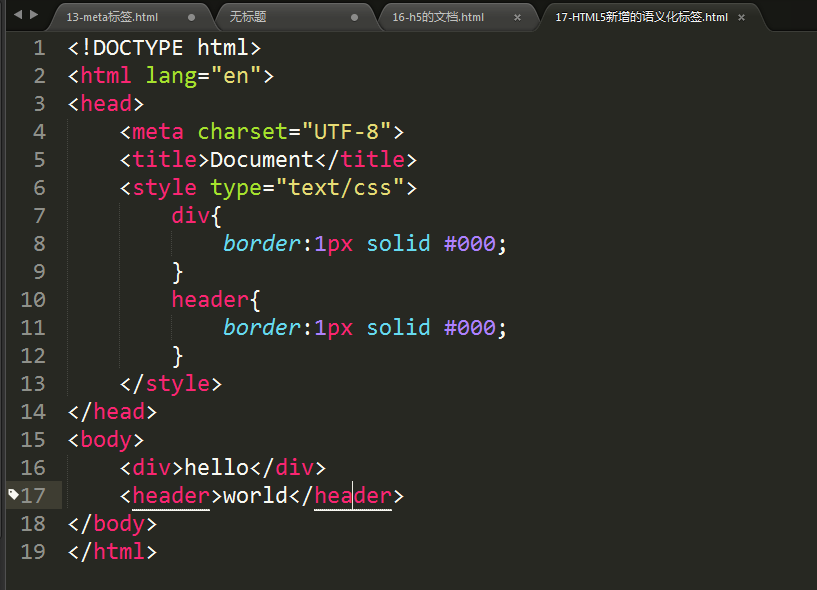 13-meta标签.html 无标题 16-h5的文档.html × 17-HTML5新增的语义化标签.html ×
1 <!DOCTYPE html>
2 <html lang="en">
3 <head>
4     <meta charset="UTF-8">
5     <title>Document</title>
6     <style type="text/css">
7         div{
8             border:1px solid #000;
9         }
10         header{
11             border:1px solid #000;
12         }
13     </style>
14 </head>
15 <body>
16     <div>hello</div>
17     <header>world</header>
18 </body>
19 </html>